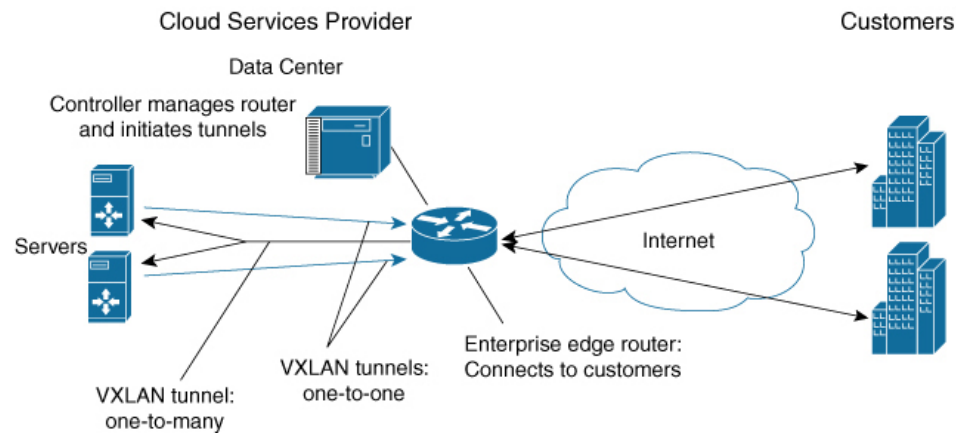 Cloud Services Provider
Customers
Data Center
Controller manages router
and initiates tunnels
Servers
Internet
VXLAN tunnel:
one-to-many
VXLAN tunnels:
one-to-one
Enterprise edge router:
Connects to customers